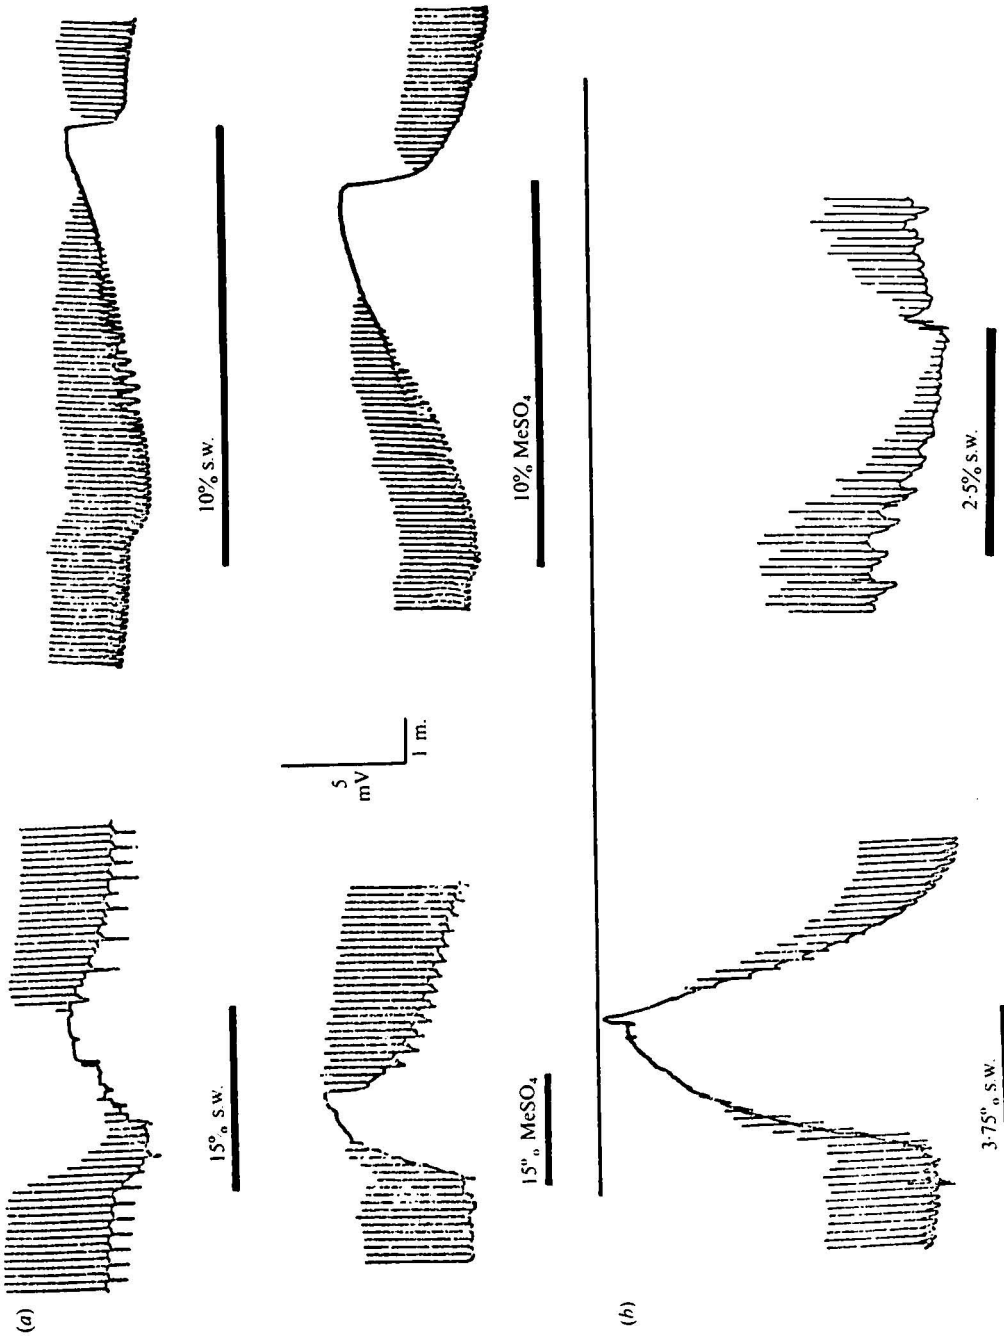 (a)
15% s.w.
10% s.w.
5
mV
1 m.
15% MeSO₄
10% MeSO₄
(b)
3·75% s.w.
2·5% s.w.